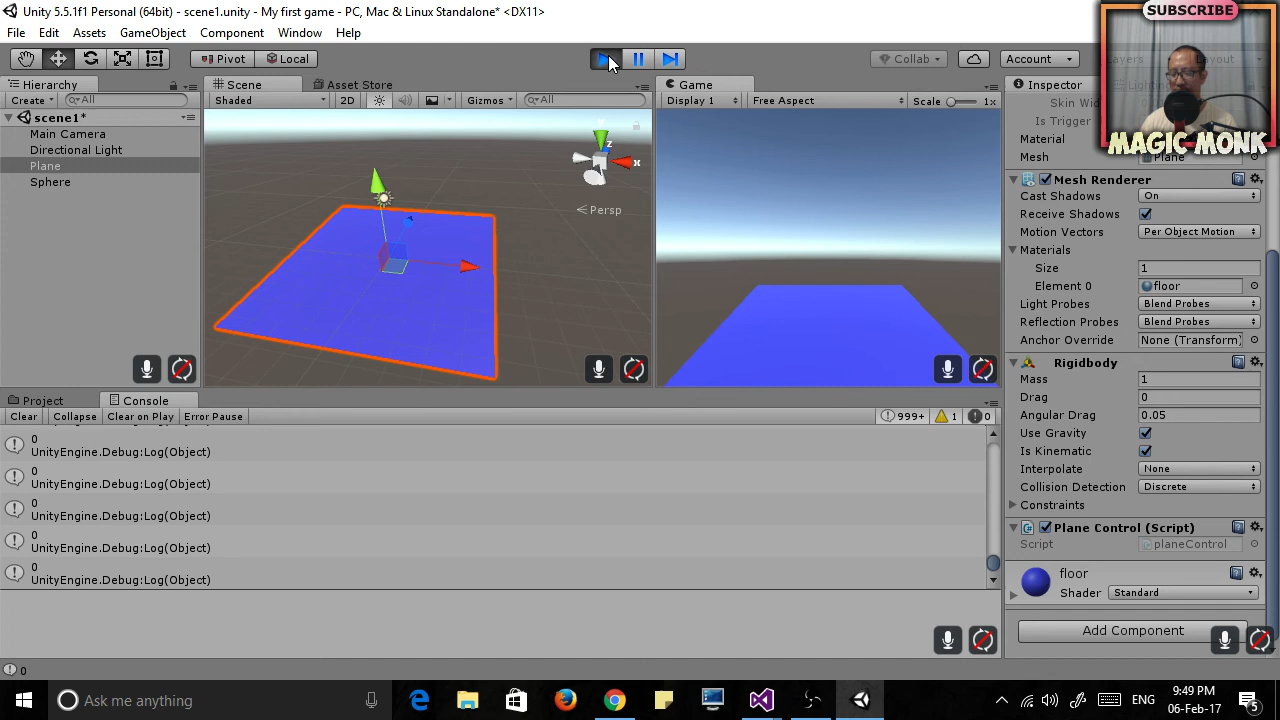 Unity 5.5.1f1 Personal (64bit) - scene1.unity - My first game - PC, Mac & Linux Standalone* <DX11>
SUBSCRIBE
File Edit Assets GameObject Component Window Help
Pivot Local Collab Account Layers Layout
MAGIC MONK
Hierarchy
Create All
scene1*
Main Camera
Directional Light
Plane
Sphere
Scene Asset Store
Shaded 2D Gizmos All
y
z
x
Persp
Game
Display 1 Free Aspect Scale 1x
Inspector Lighting
Skin Wid
Is Trigger
Material
Mesh Plane
Mesh Renderer
Cast Shadows On
Receive Shadows
Motion Vectors Per Object Motion
Materials
Size 1
Element 0 floor
Light Probes Blend Probes
Reflection Probes Blend Probes
Anchor Override None (Transform)
Rigidbody
Mass 1
Drag 0
Angular Drag 0.05
Use Gravity
Is Kinematic
Interpolate None
Collision Detection Discrete
Constraints
Plane Control (Script)
Script planeControl
floor
Shader Standard
Add Component
Project Console
Clear Collapse Clear on Play Error Pause 999+ 1 0
0
UnityEngine.Debug:Log(Object)
0
UnityEngine.Debug:Log(Object)
0
UnityEngine.Debug:Log(Object)
0
UnityEngine.Debug:Log(Object)
0
UnityEngine.Debug:Log(Object)
0
Ask me anything
ENG
9:49 PM
06-Feb-17
5